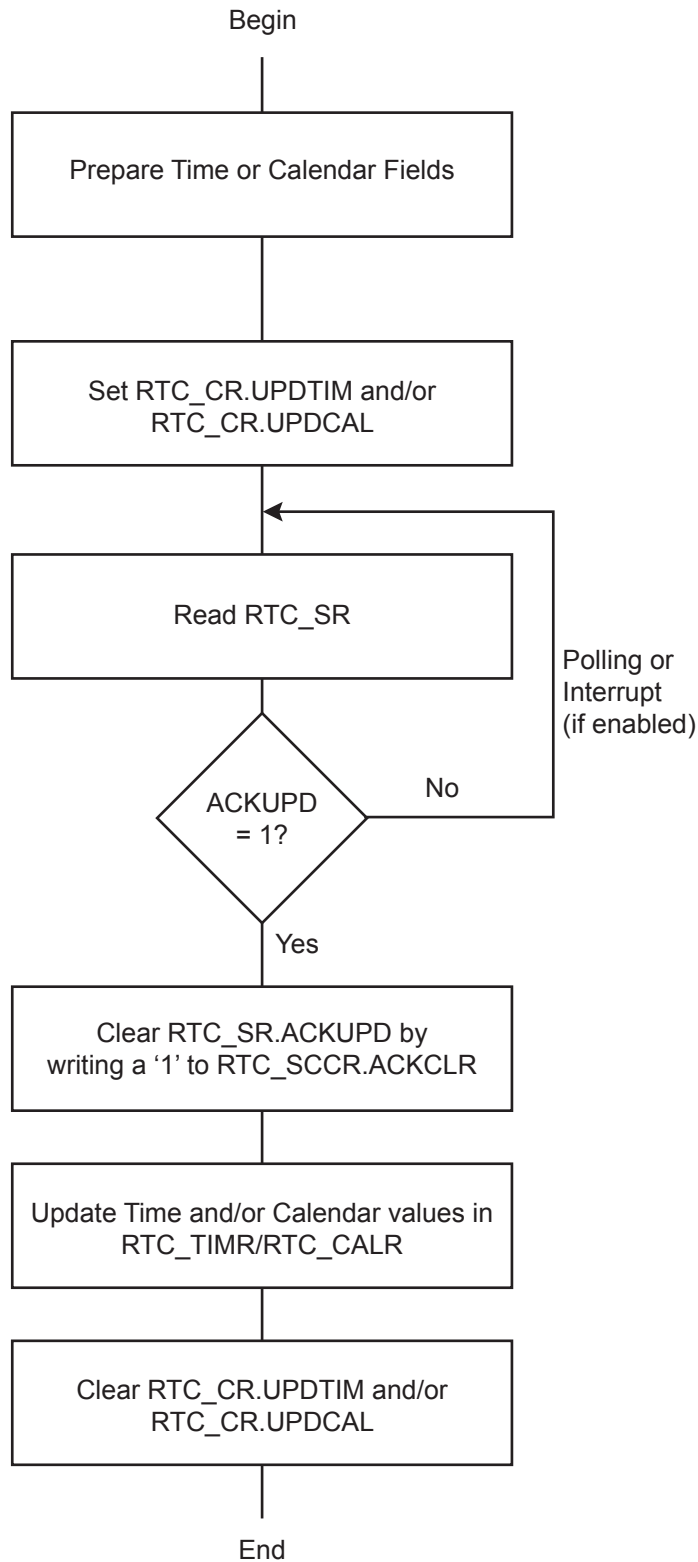 Begin
Prepare Time or Calendar Fields
Set RTC_CR.UPDTIM and/or
RTC_CR.UPDCAL
Read RTC_SR
Polling or
Interrupt
(if enabled)
ACKUPD
= 1?
No
Yes
Clear RTC_SR.ACKUPD by
writing a ‘1’ to RTC_SCCR.ACKCLR
Update Time and/or Calendar values in
RTC_TIMR/RTC_CALR
Clear RTC_CR.UPDTIM and/or
RTC_CR.UPDCAL
End